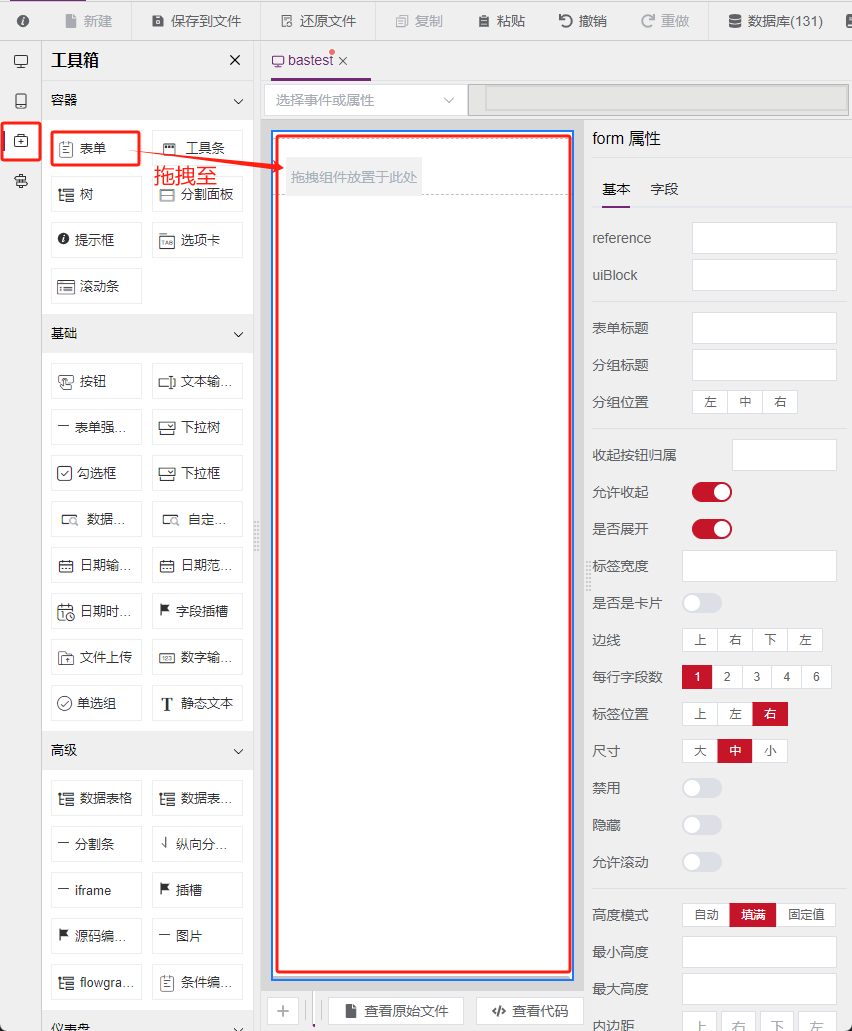 新建
保存到文件
还原文件
复制
粘贴
撤销
重做
数据库(131)
工具箱
容器
表单
工具条
拖拽至
树
分割面板
提示框
选项卡
滚动条
基础
按钮
文本输...
表单强...
下拉树
勾选框
下拉框
数据...
自定...
日期输...
日期范...
日期时...
字段插槽
文件上传
数字输...
单选组
静态文本
高级
数据表格
数据表...
分割条
纵向分...
iframe
插槽
源码编...
图片
flowgra...
条件编...
仪表盘
bastest
选择事件或属性
拖拽组件放置于此处
查看原始文件
查看代码
form 属性
基本 字段
reference
uiBlock
表单标题
分组标题
分组位置 左 中 右
收起按钮归属
允许收起
是否展开
标签宽度
是否是卡片
边线 上 右 下 左
每行字段数 1 2 3 4 6
标签位置 上 左 右
尺寸 大 中 小
禁用
隐藏
允许滚动
高度模式 自动 填满 固定值
最小高度
最大高度
内边距 上 右 下 左